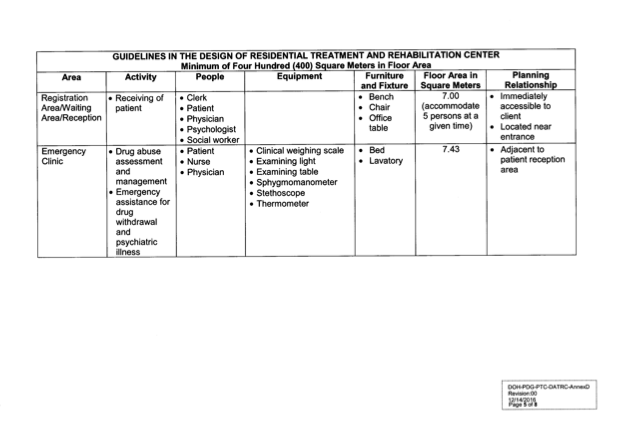 GUIDELINES IN THE DESIGN OF RESIDENTIAL TREATMENT AND REHABILITATION CENTER
Minimum of Four Hundred (400) Square Meters in Floor Area
Area Activity People Equipment Furniture and Fixture Floor Area in Square Meters Planning Relationship
Registration
Area/Waiting
Area/Reception
• Receiving of
patient
• Clerk
• Patient
• Physician
• Psychologist
• Social worker
• Bench
• Chair
• Office
table
7.00
(accommodate
5 persons at a
given time)
• Immediately
accessible to
client
• Located near
entrance
Emergency
Clinic
• Drug abuse
assessment
and
management
• Emergency
assistance for
drug
withdrawal
and
psychiatric
illness
• Patient
• Nurse
• Physician
• Clinical weighing scale
• Examining light
• Examining table
• Sphygmomanometer
• Stethoscope
• Thermometer
• Bed
• Lavatory
7.43
• Adjacent to
patient reception
area
DOH-PDG-PTC-DATRC-AnnexD
Revision:00
12/14/2016
Page 5 of 8